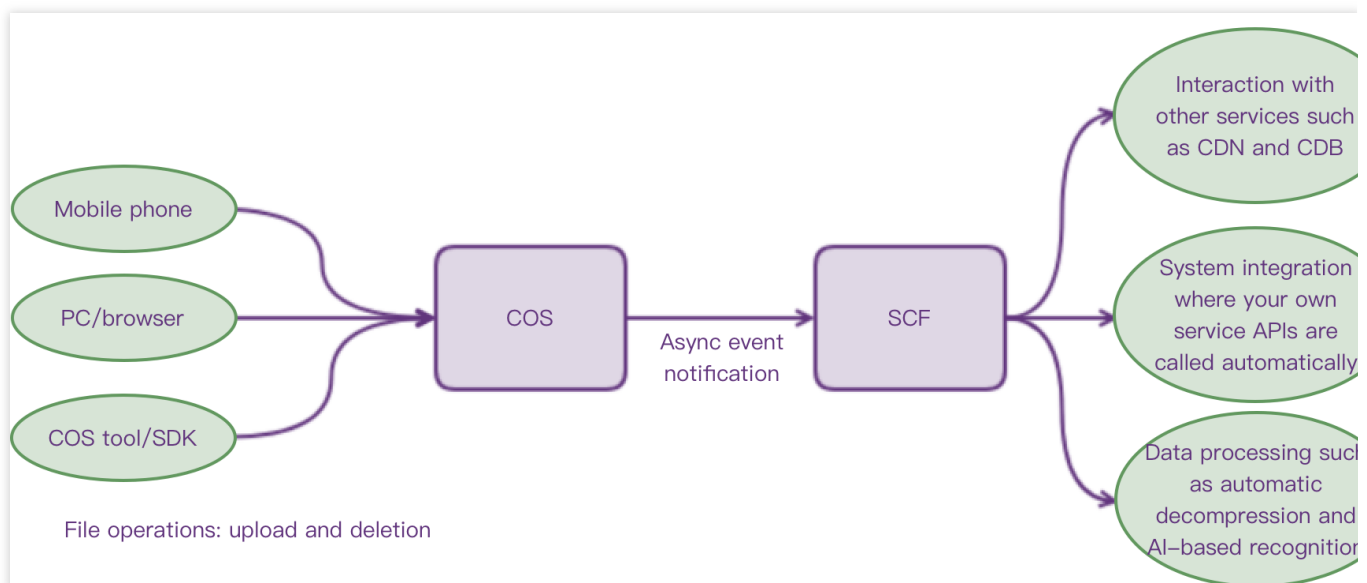 Mobile phone
PC/browser
COS tool/SDK
File operations: upload and deletion
COS
Async event
notification
SCF
Interaction with
other services such
as CDN and CDB
System integration
where your own
service APIs are
called automatically
Data processing such
as automatic
decompression and
AI-based recognition